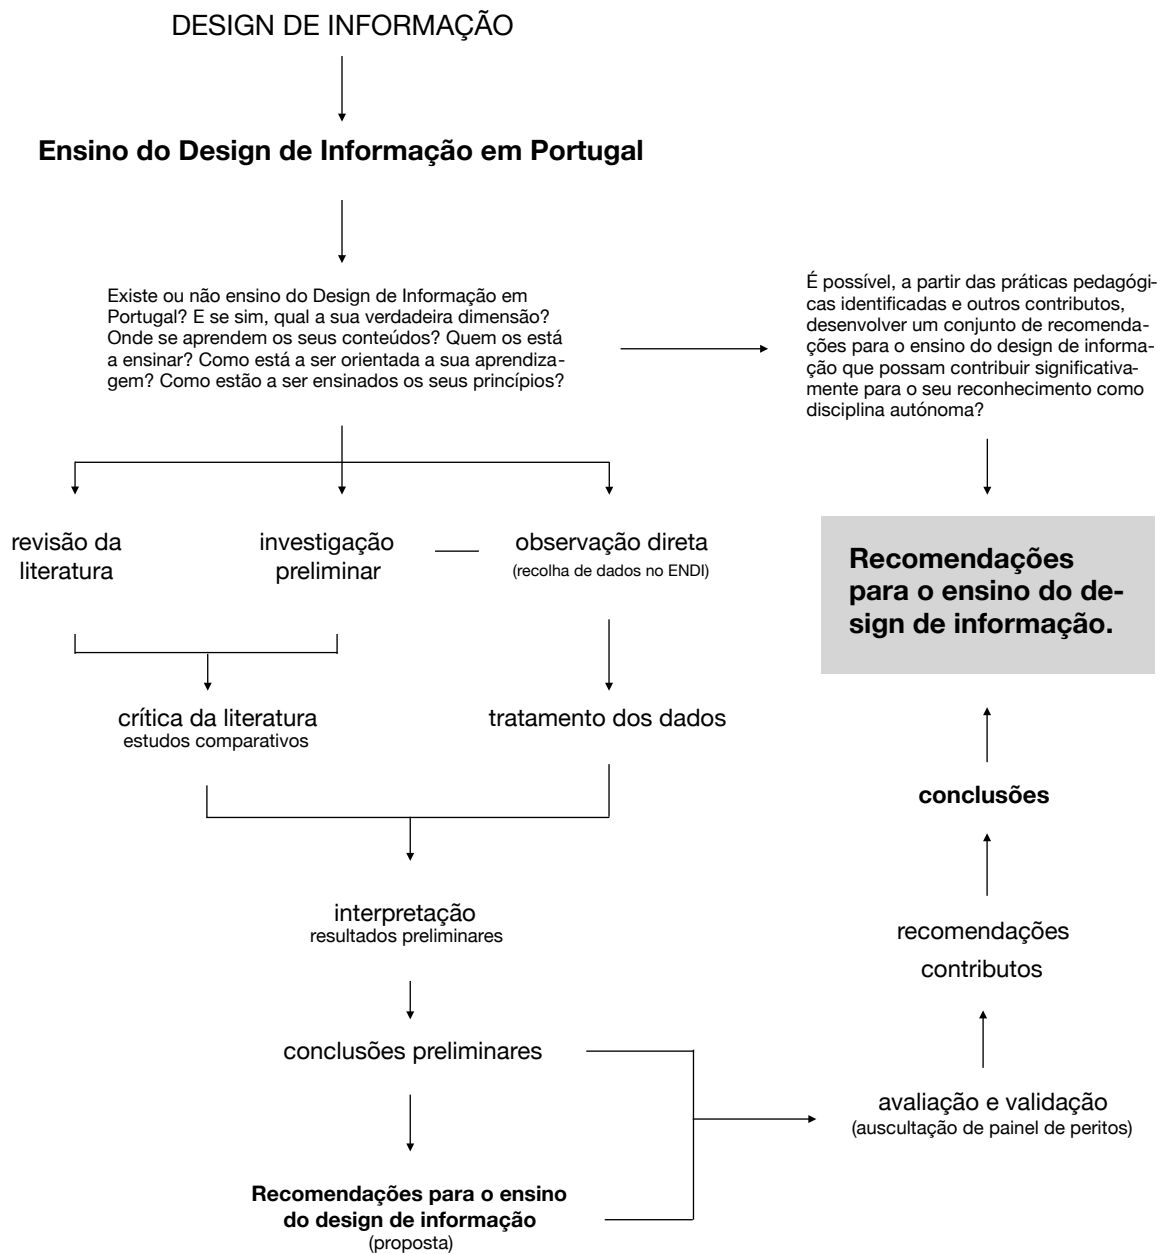 DESIGN DE INFORMAÇÃO
Ensino do Design de Informação em Portugal
Existe ou não ensino do Design de Informação em
Portugal? E se sim, qual a sua verdadeira dimensão?
Onde se aprendem os seus conteúdos? Quem os está
a ensinar? Como está a ser orientada a sua aprendiza-
gem? Como estão a ser ensinados os seus princípios?
É possível, a partir das práticas pedagógi-
cas identificadas e outros contributos,
desenvolver um conjunto de recomenda-
ções para o ensino do design de informa-
ção que possam contribuir significativa-
mente para o seu reconhecimento como
disciplina autónoma?
revisão da
literatura
investigação
preliminar
observação direta
(recolha de dados no ENDI)
Recomendações
para o ensino do de-
sign de informação.
crítica da literatura
estudos comparativos
tratamento dos dados
conclusões
interpretação
resultados preliminares
recomendações
contributos
conclusões preliminares
avaliação e validação
(auscultação de painel de peritos)
Recomendações para o ensino
do design de informação
(proposta)